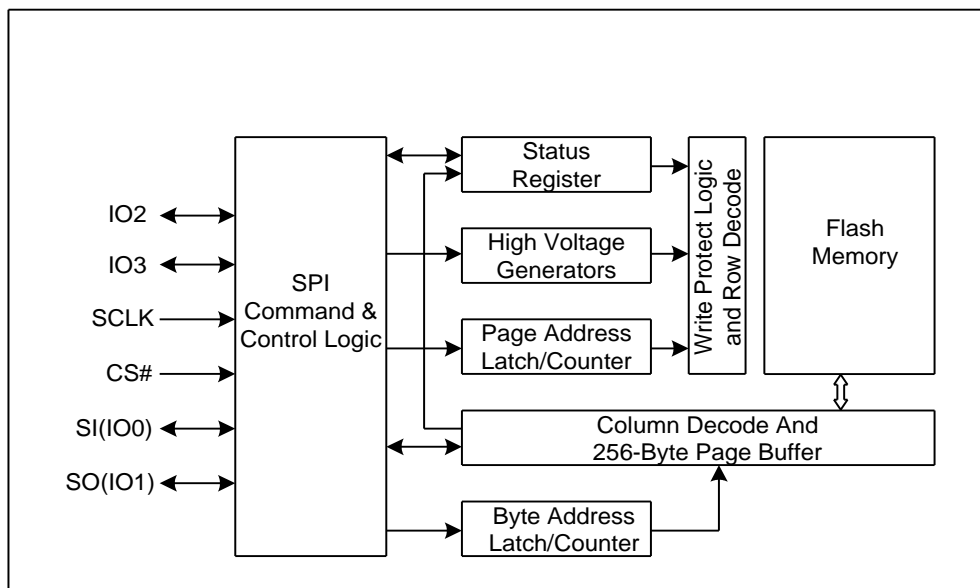 IO2
IO3
SCLK
CS#
SI(IO0)
SO(IO1)
SPI
Command &
Control Logic
Status
Register
High Voltage
Generators
Page Address
Latch/Counter
Write Protect Logic
and Row Decode
Flash
Memory
Column Decode And
256-Byte Page Buffer
Byte Address
Latch/Counter